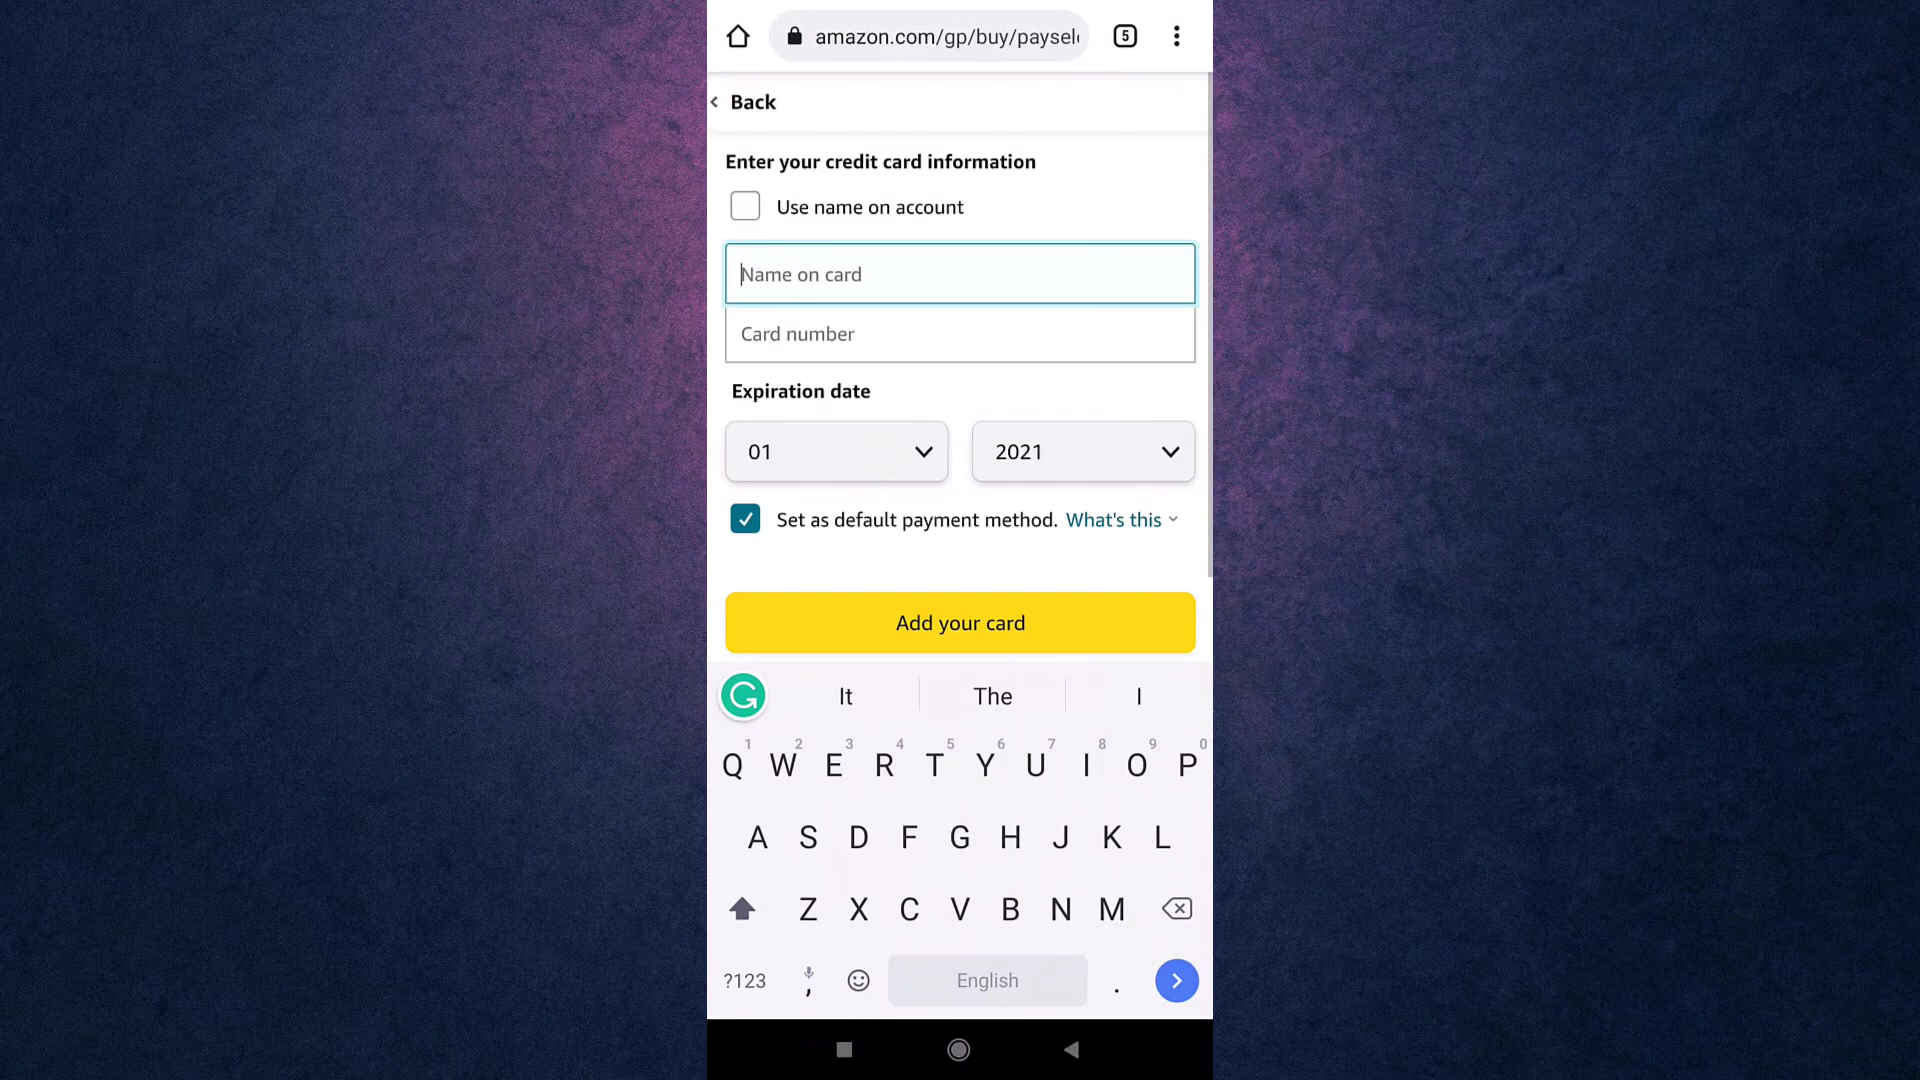 amazon.com/gp/buy/paysel
5
Back
Enter your credit card information
Use name on account
Name on card
Card number
Expiration date
01
2021
Set as default payment method. What's this
Add your card
It The I
1 2 3 4 5 6 7 8 9 0
Q W E R T Y U I O P
A S D F G H J K L
Z X C V B N M
?123 , English .